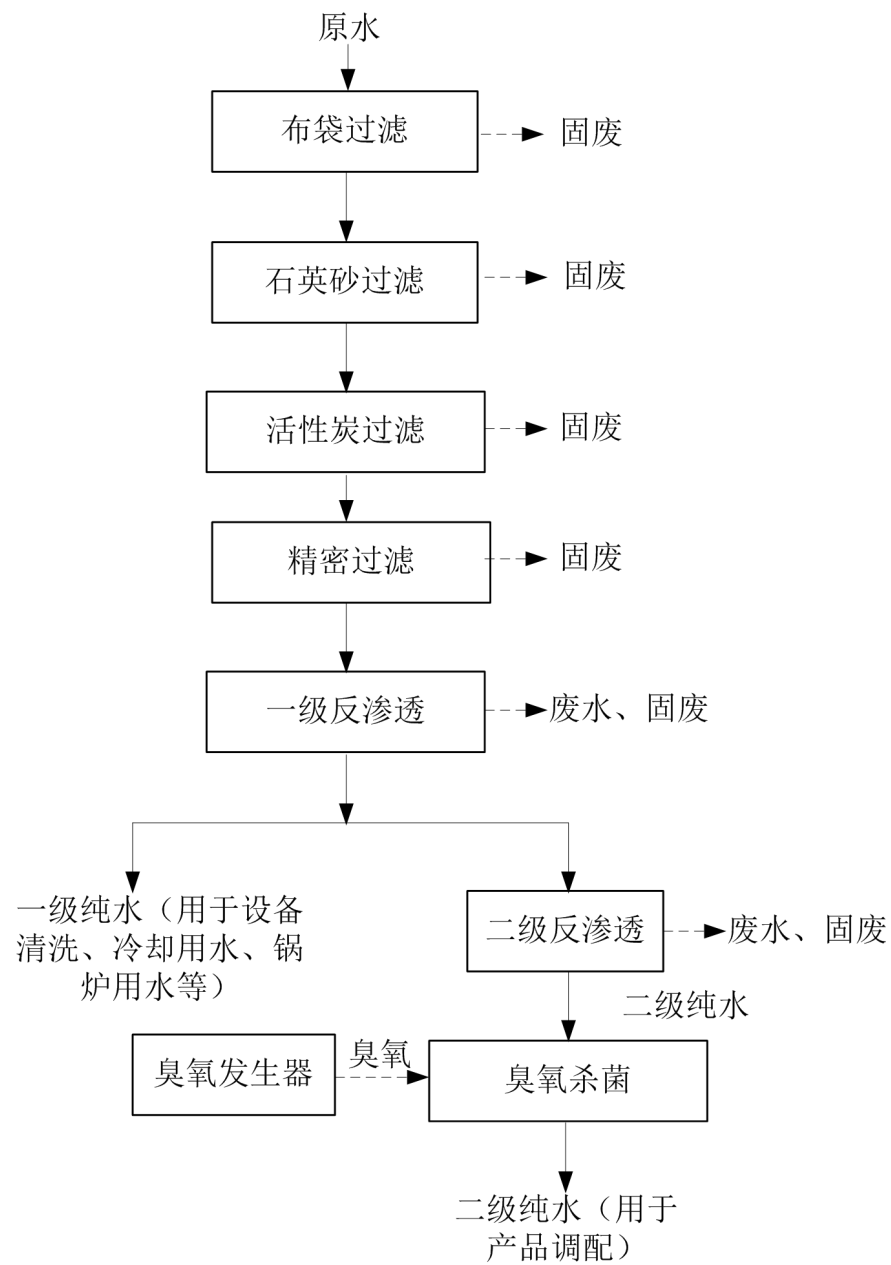 原水
布袋过滤
固废
石英砂过滤
固废
活性炭过滤
固废
精密过滤
固废
一级反渗透
废水、固废
一级纯水（用于设备
清洗、冷却用水、锅
炉用水等）
二级反渗透
废水、固废
二级纯水
臭氧发生器
臭氧
臭氧杀菌
二级纯水（用于
产品调配）